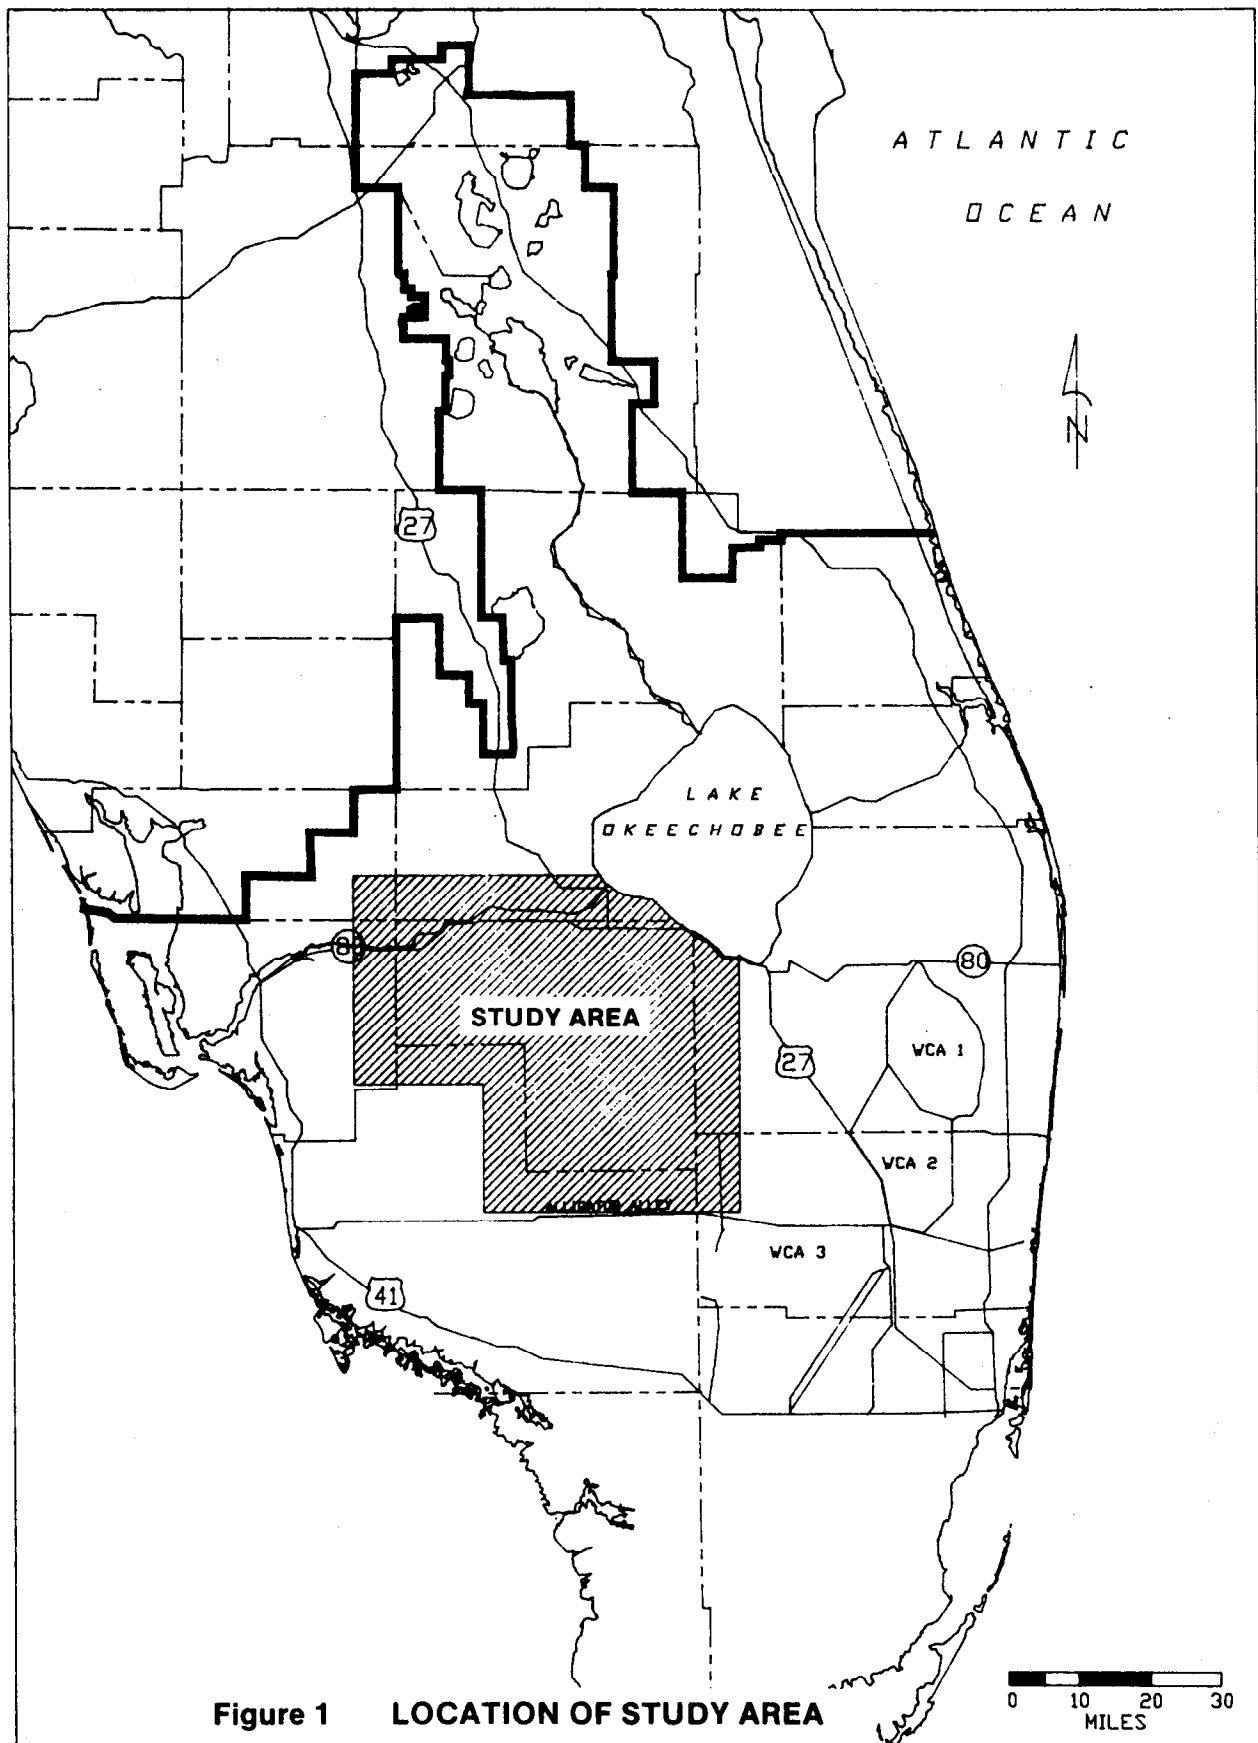 ATLANTIC
OCEAN
N
27
LAKE
OKEECHOBEE
80
80
STUDY AREA
WCA 1
27
WCA 2
ALLIGATOR ALLEY
WCA 3
41
0 10 20 30
MILES
Figure 1 LOCATION OF STUDY AREA